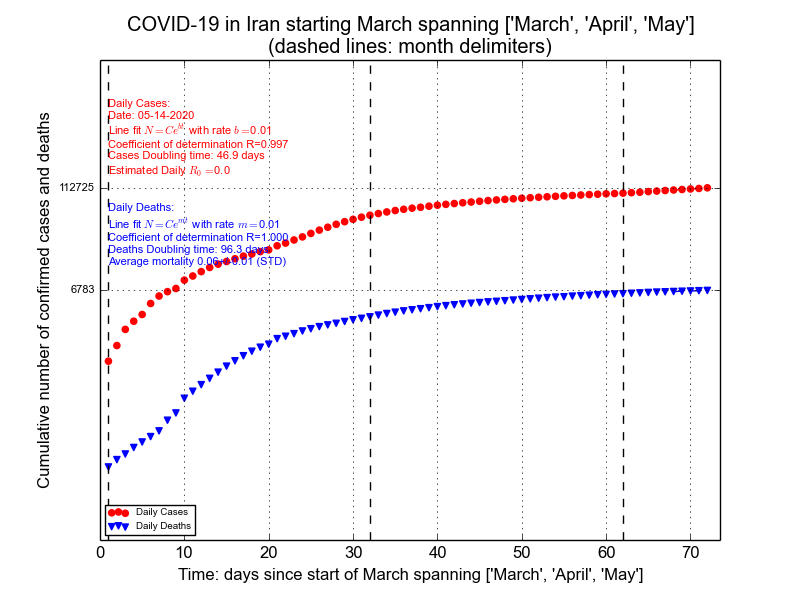 COVID-19 in Iran starting March spanning ['March', 'April', 'May']
(dashed lines: month delimiters)
Cumulative number of confirmed cases and deaths
Daily Cases:
Date: 05-14-2020
Line fit N = Ce^{bt}: with rate b =0.01
Coefficient of determination R=0.997
Cases Doubling time: 46.9 days
Estimated Daily R_0 =0.0
112725
Daily Deaths:
Line fit N = Ce^{mt}: with rate m =0.01
Coefficient of determination R=1.000
Deaths Doubling time: 96.3 days
Average mortality 0.06+-0.01 (STD)
6783
Daily Cases
Daily Deaths
0 10 20 30 40 50 60 70
Time: days since start of March spanning ['March', 'April', 'May']